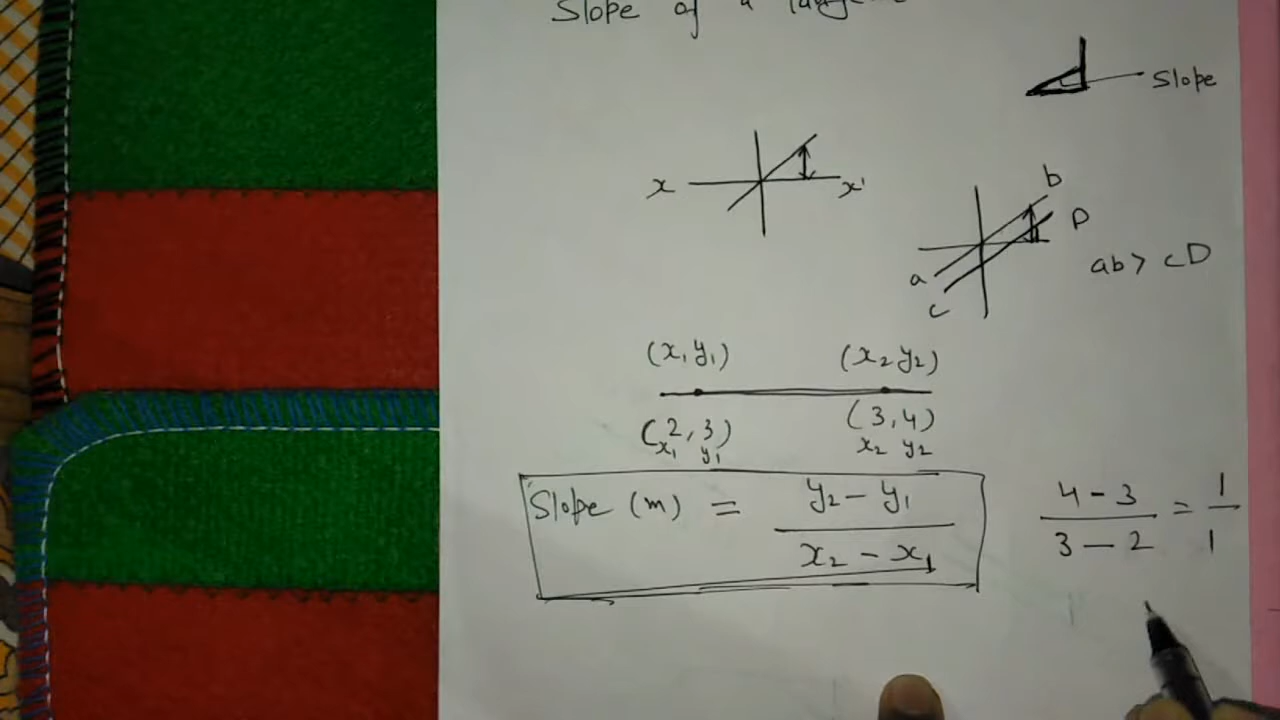 Slope of a
Slope
x x'
b
D
a
c
ab > cD
(x, y1) (x2 y2)
(2, 3) (3, 4)
x1 y1 x2 y2
Slope (m) = y2 - y1 / x2 - x1
4 - 3 / 3 - 2 = 1 / 1